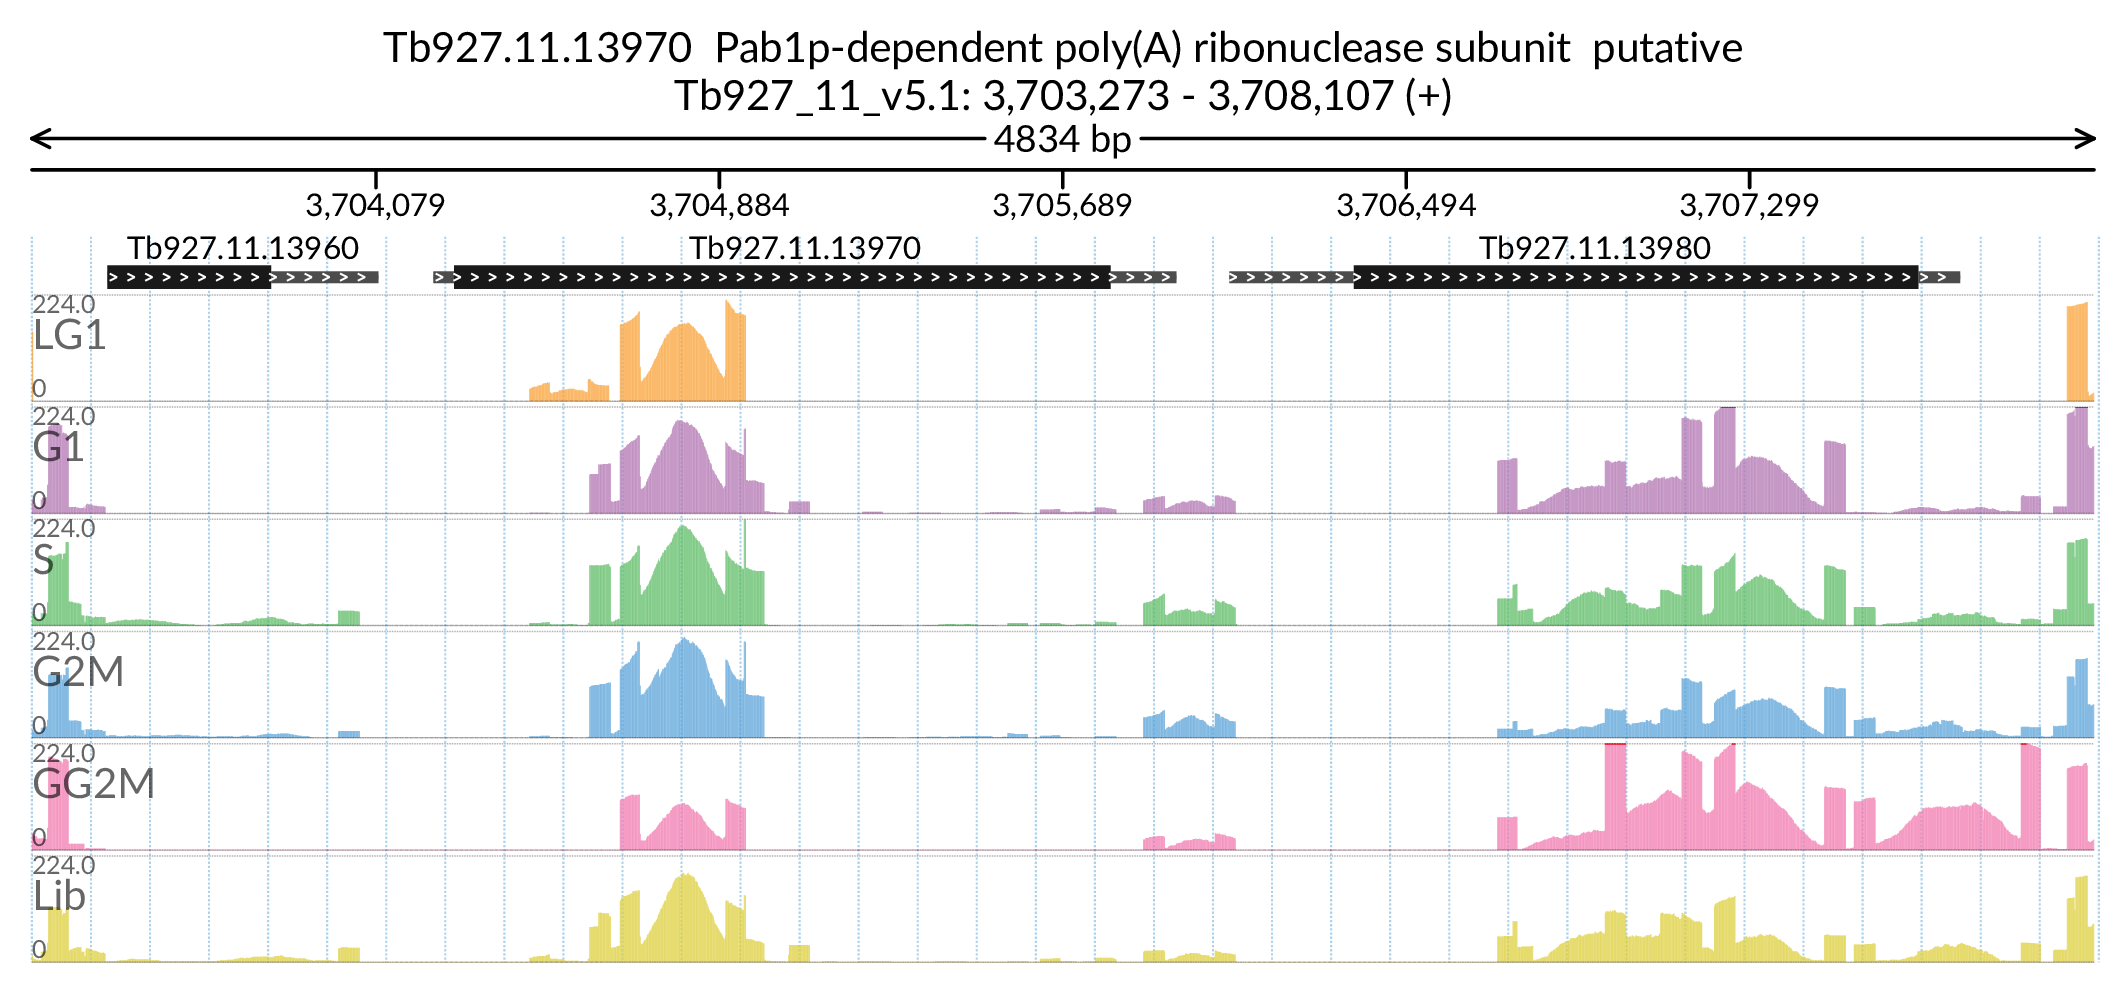 Tb927.11.13970  Pab1p-dependent poly(A) ribonuclease subunit  putative
Tb927_11_v5.1: 3,703,273 - 3,708,107 (+)
4834 bp
3,704,079 3,704,884 3,705,689 3,706,494 3,707,299
Tb927.11.13960 Tb927.11.13970 Tb927.11.13980
224.0
LG1
0
224.0
G1
0
224.0
S
0
224.0
G2M
0
224.0
GG2M
0
224.0
Lib
0